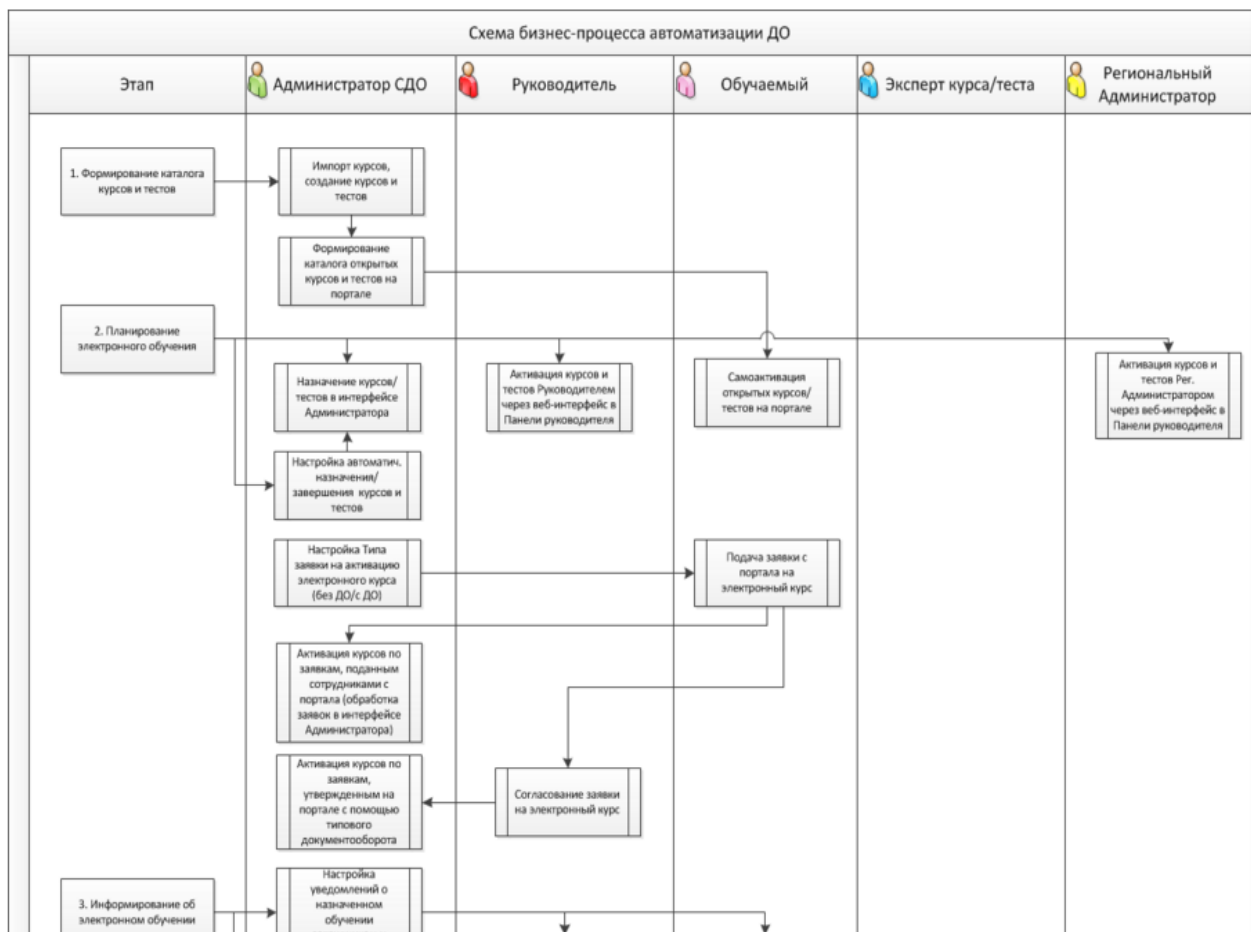 Схема бизнес-процесса автоматизации ДО
Этап
Администратор СДО
Руководитель
Обучаемый
Эксперт курса/теста
Региональный
Администратор
1. Формирование каталога
курсов и тестов
Импорт курсов,
создание курсов и
тестов
Формирование
каталога открытых
курсов и тестов на
портале
2. Планирование
электронного обучения
Назначение курсов/
тестов в интерфейсе
Администратора
Активация курсов и
тестов Руководителем
через веб-интерфейс в
Панели руководителя
Самоактивация
открытых курсов/
тестов на портале
Активация курсов и
тестов Рег.
Администратором
через веб-интерфейс в
Панели руководителя
Настройка автоматич.
назначения/
завершения курсов и
тестов
Настройка Типа
заявки на активацию
электронного курса
(без ДО/с ДО)
Подача заявки с
портала на
электронный курс
Активация курсов по
заявкам, поданным
сотрудниками с
портала (обработка
заявок в интерфейсе
Администратора)
Активация курсов по
заявкам,
утвержденным на
портале с помощью
типового
документооборота
Согласование заявки
на электронный курс
3. Информирование об
электронном обучении
Настройка
уведомлений о
назначенном
обучении